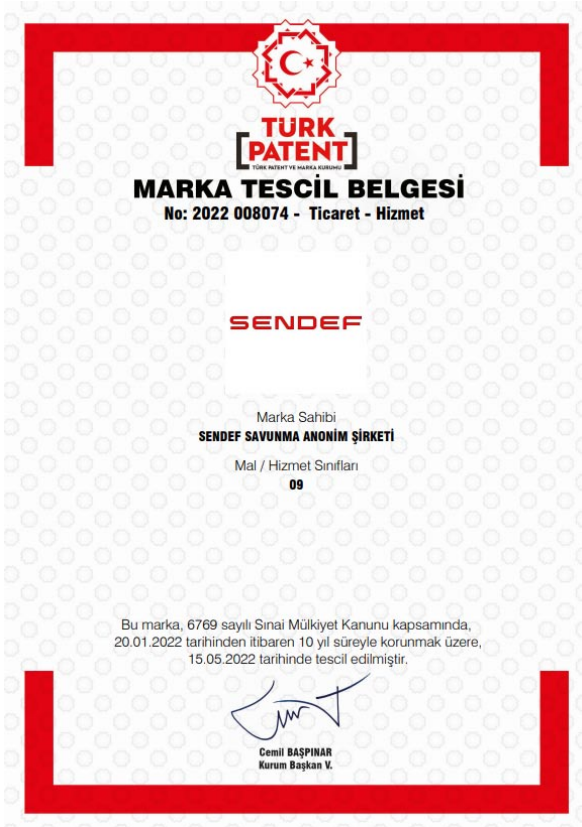 TÜRK
PATENT
TÜRK PATENT VE MARKA KURUMU
MARKA TESCİL BELGESİ
No: 2022 008074 - Ticaret - Hizmet
SENDEF
Marka Sahibi
SENDEF SAVUNMA ANONİM ŞİRKETİ
Mal / Hizmet Sınıfları
09
Bu marka, 6769 sayılı Sınai Mülkiyet Kanunu kapsamında,
20.01.2022 tarihinden itibaren 10 yıl süreyle korunmak üzere,
15.05.2022 tarihinde tescil edilmiştir.
Cemil BAŞPINAR
Kurum Başkan V.